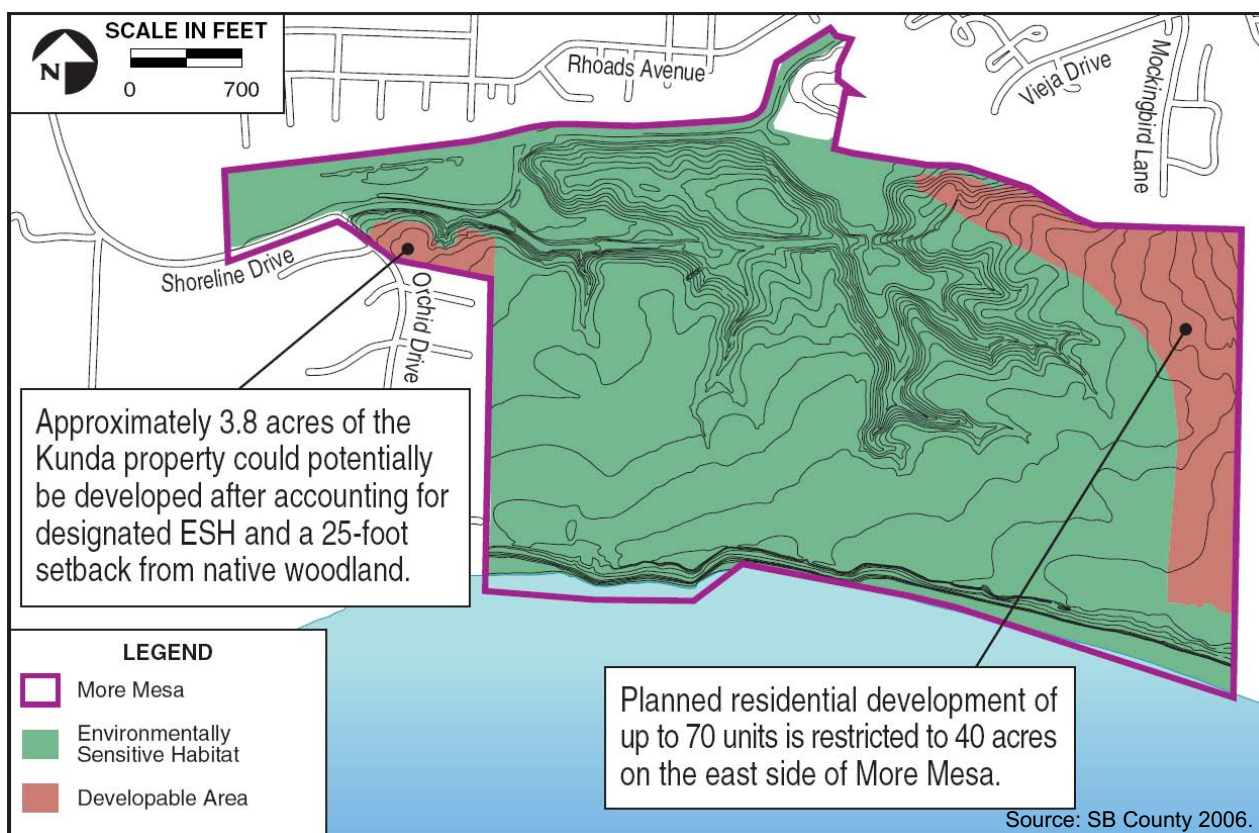 SCALE IN FEET
N
0 700
Rhoads Avenue
Vieja Drive
Mockingbird Lane
Shoreline Drive
Orchid Drive
Approximately 3.8 acres of the
Kunda property could potentially
be developed after accounting for
designated ESH and a 25-foot
setback from native woodland.
LEGEND
More Mesa
Environmentally
Sensitive Habitat
Developable Area
Planned residential development of
up to 70 units is restricted to 40 acres
on the east side of More Mesa.
Source: SB County 2006.